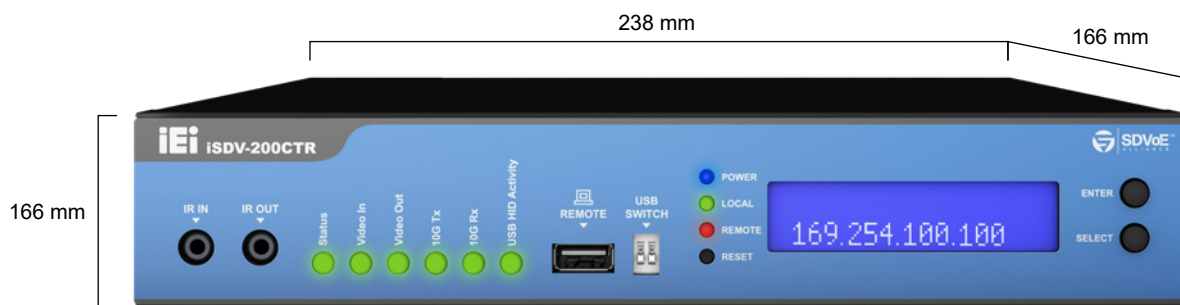 238 mm
166 mm
166 mm
iEi iSDV-200CTR
SDVoE™
ALLIANCE
IR IN
IR OUT
Status
Video In
Video Out
10G Tx
10G Rx
USB HID Activity
REMOTE
USB
SWITCH
POWER
LOCAL
REMOTE
RESET
169.254.100.100
ENTER
SELECT